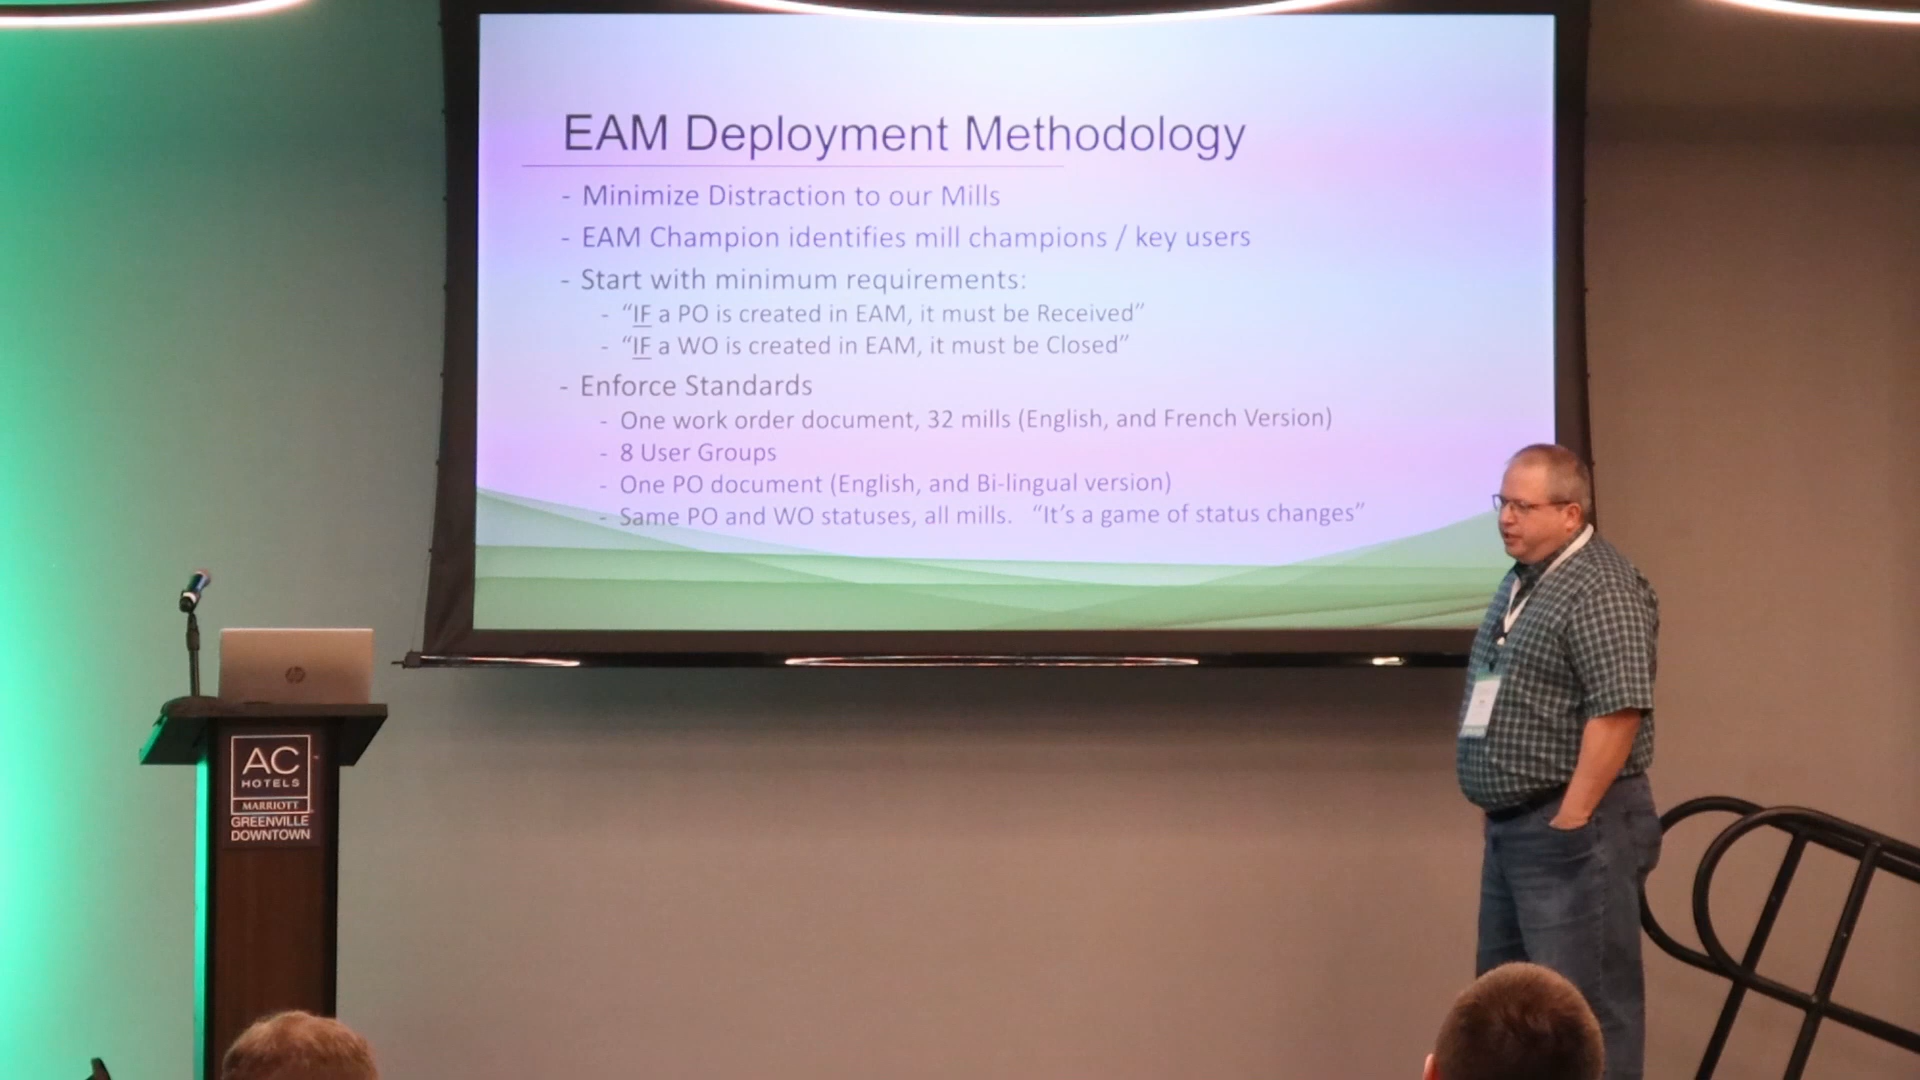 EAM Deployment Methodology
- Minimize Distraction to our Mills
- EAM Champion identifies mill champions / key users
- Start with minimum requirements:
- “IF a PO is created in EAM, it must be Received”
- “IF a WO is created in EAM, it must be Closed”
- Enforce Standards
- One work order document, 32 mills (English, and French Version)
- 8 User Groups
- One PO document (English, and Bi-lingual version)
- Same PO and WO statuses, all mills. “It’s a game of status changes”
hp
AC
HOTELS
MARRIOTT
GREENVILLE
DOWNTOWN